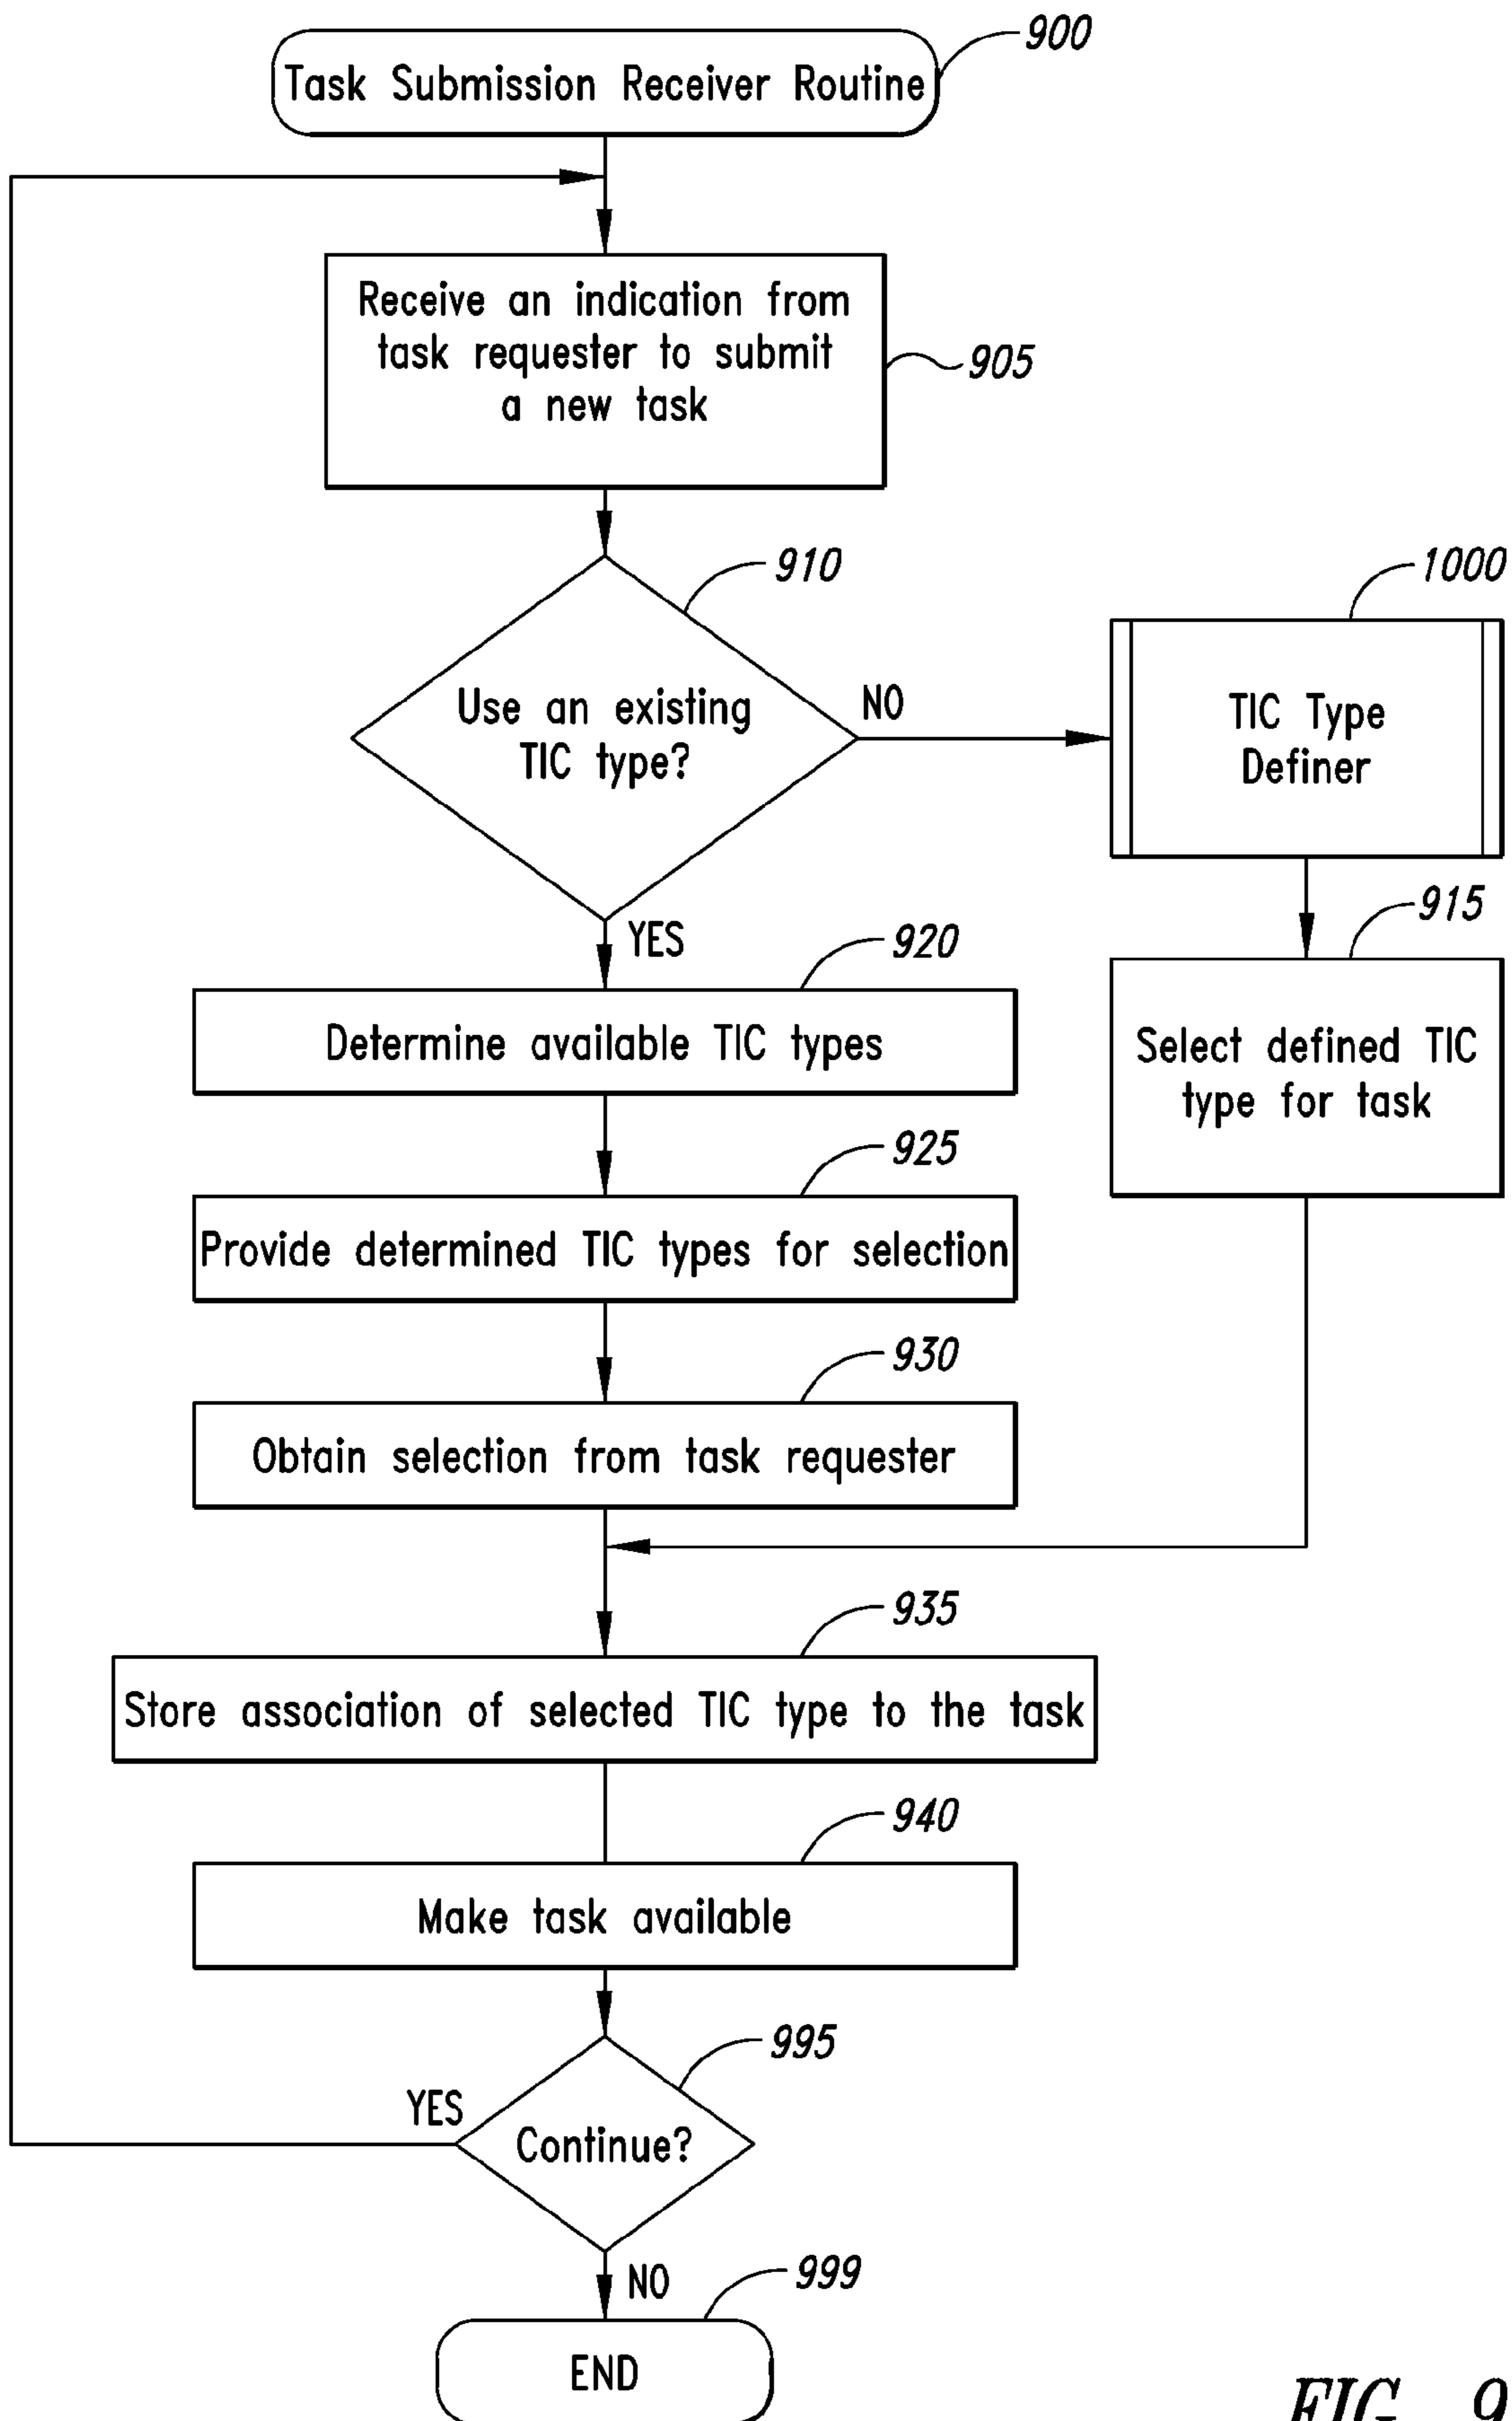 900
Task Submission Receiver Routine
Receive an indication from
task requester to submit
a new task
905
910
Use an existing
TIC type?
NO
1000
TIC Type
Definer
YES
915
Select defined TIC
type for task
920
Determine available TIC types
925
Provide determined TIC types for selection
930
Obtain selection from task requester
935
Store association of selected TIC type to the task
940
Make task available
995
YES
Continue?
NO
999
END
FIG. 9